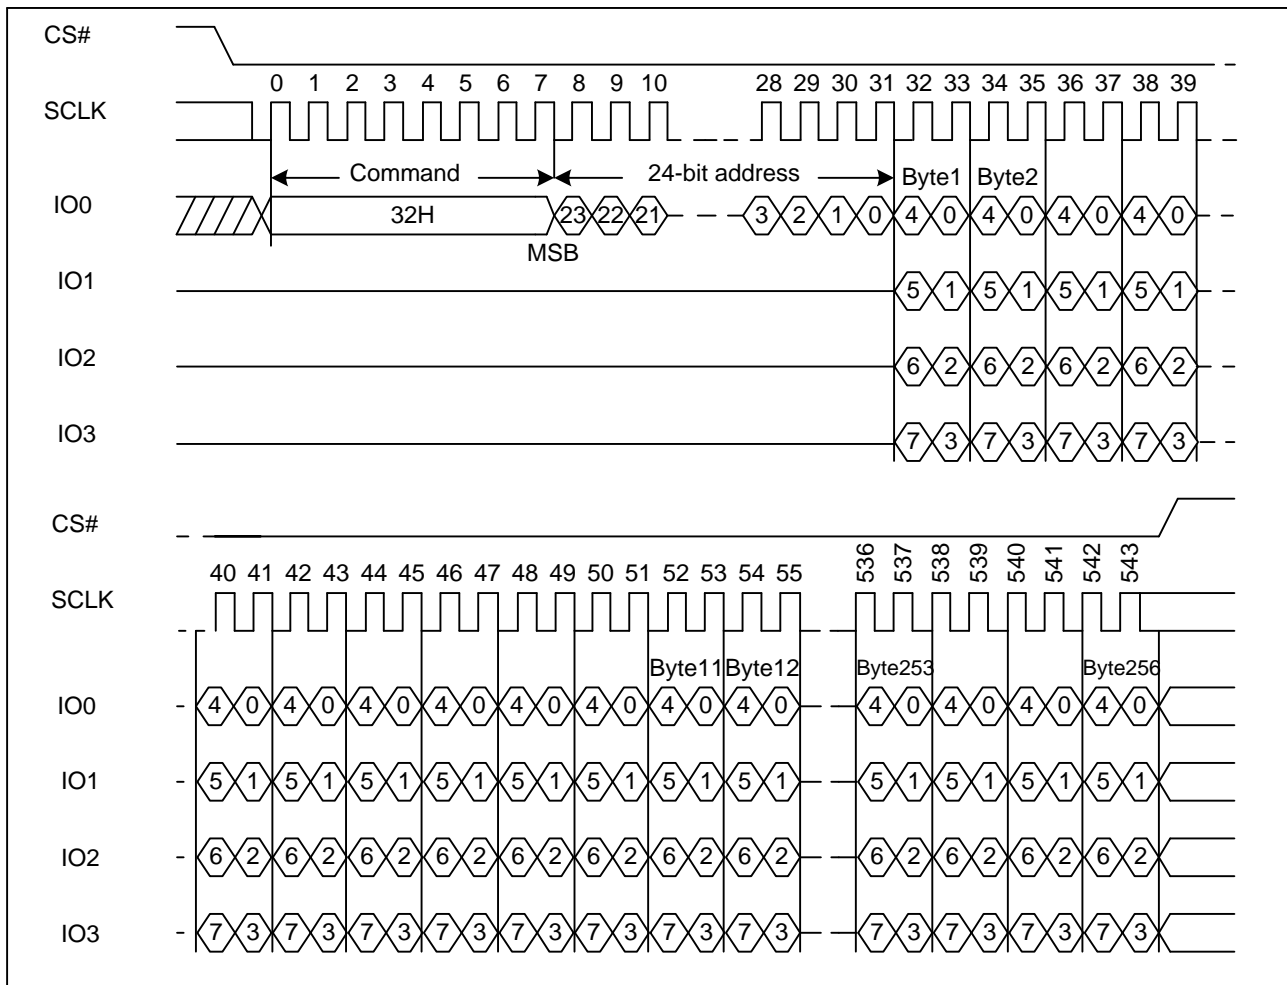 CS#
0 1 2 3 4 5 6 7 8 9 10 28 29 30 31 32 33 34 35 36 37 38 39
SCLK
Command 24-bit address Byte1 Byte2
IO0 32H 23 22 21 3 2 1 0 4 0 4 0 4 0 4 0
MSB
IO1 5 1 5 1 5 1 5 1
IO2 6 2 6 2 6 2 6 2
IO3 7 3 7 3 7 3 7 3
CS#
40 41 42 43 44 45 46 47 48 49 50 51 52 53 54 55 536 537 538 539 540 541 542 543
SCLK
Byte11 Byte12 Byte253 Byte256
IO0 4 0 4 0 4 0 4 0 4 0 4 0 4 0 4 0 4 0 4 0 4 0 4 0
IO1 5 1 5 1 5 1 5 1 5 1 5 1 5 1 5 1 5 1 5 1 5 1 5 1
IO2 6 2 6 2 6 2 6 2 6 2 6 2 6 2 6 2 6 2 6 2 6 2 6 2
IO3 7 3 7 3 7 3 7 3 7 3 7 3 7 3 7 3 7 3 7 3 7 3 7 3